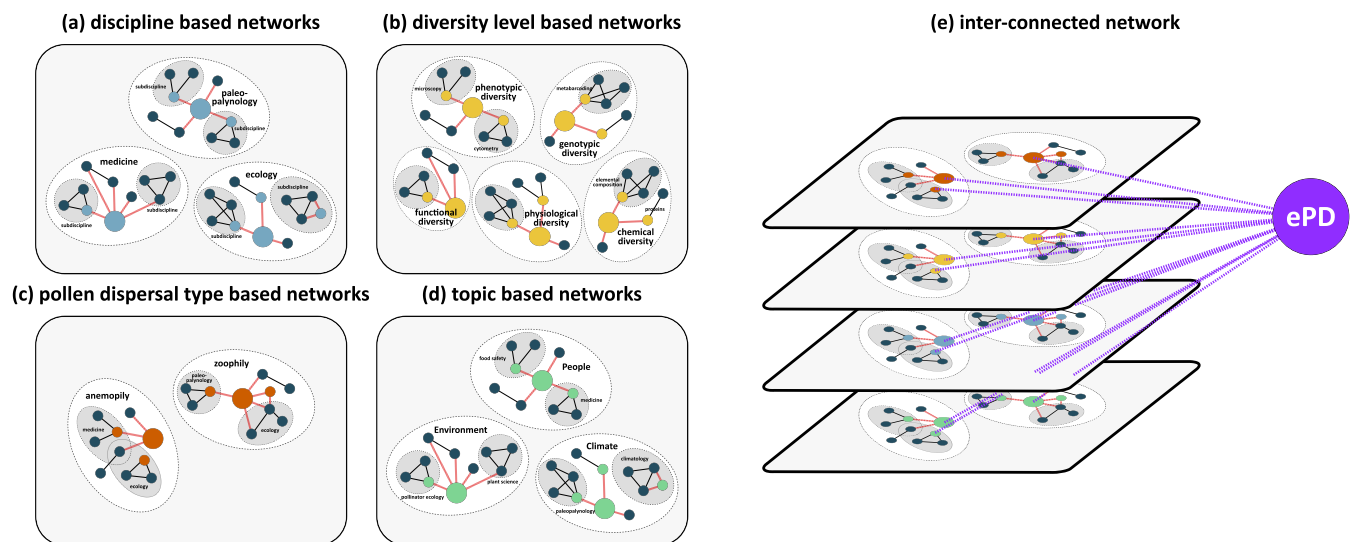 (a) discipline based networks
subdiscipline
paleo-
palynology
subdiscipline
medicine
subdiscipline
subdiscipline
ecology
subdiscipline
subdiscipline
(b) diversity level based networks
microscopy
phenotypic
diversity
cytometry
metabarcoding
genotypic
diversity
functional
diversity
physiological
diversity
elemental
composition
proteins
chemical
diversity
(c) pollen dispersal type based networks
zoophily
paleo-
palynology
ecology
anemopily
medicine
ecology
(d) topic based networks
food safety
People
medicine
Environment
pollinator ecology
plant science
Climate
climatology
paleopalynology
(e) inter-connected network
ePD